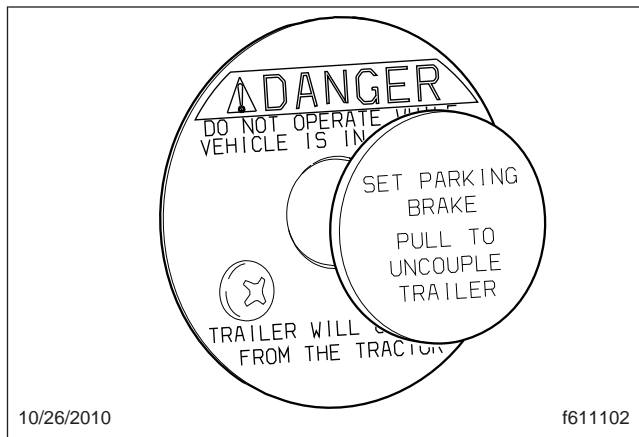 DANGER
DO NOT OPERATE
VEHICLE IS IN
SET PARKING
BRAKE
PULL TO
UNCOUPLE
TRAILER
TRAILER WILL
FROM THE TRACTOR
10/26/2010
f611102